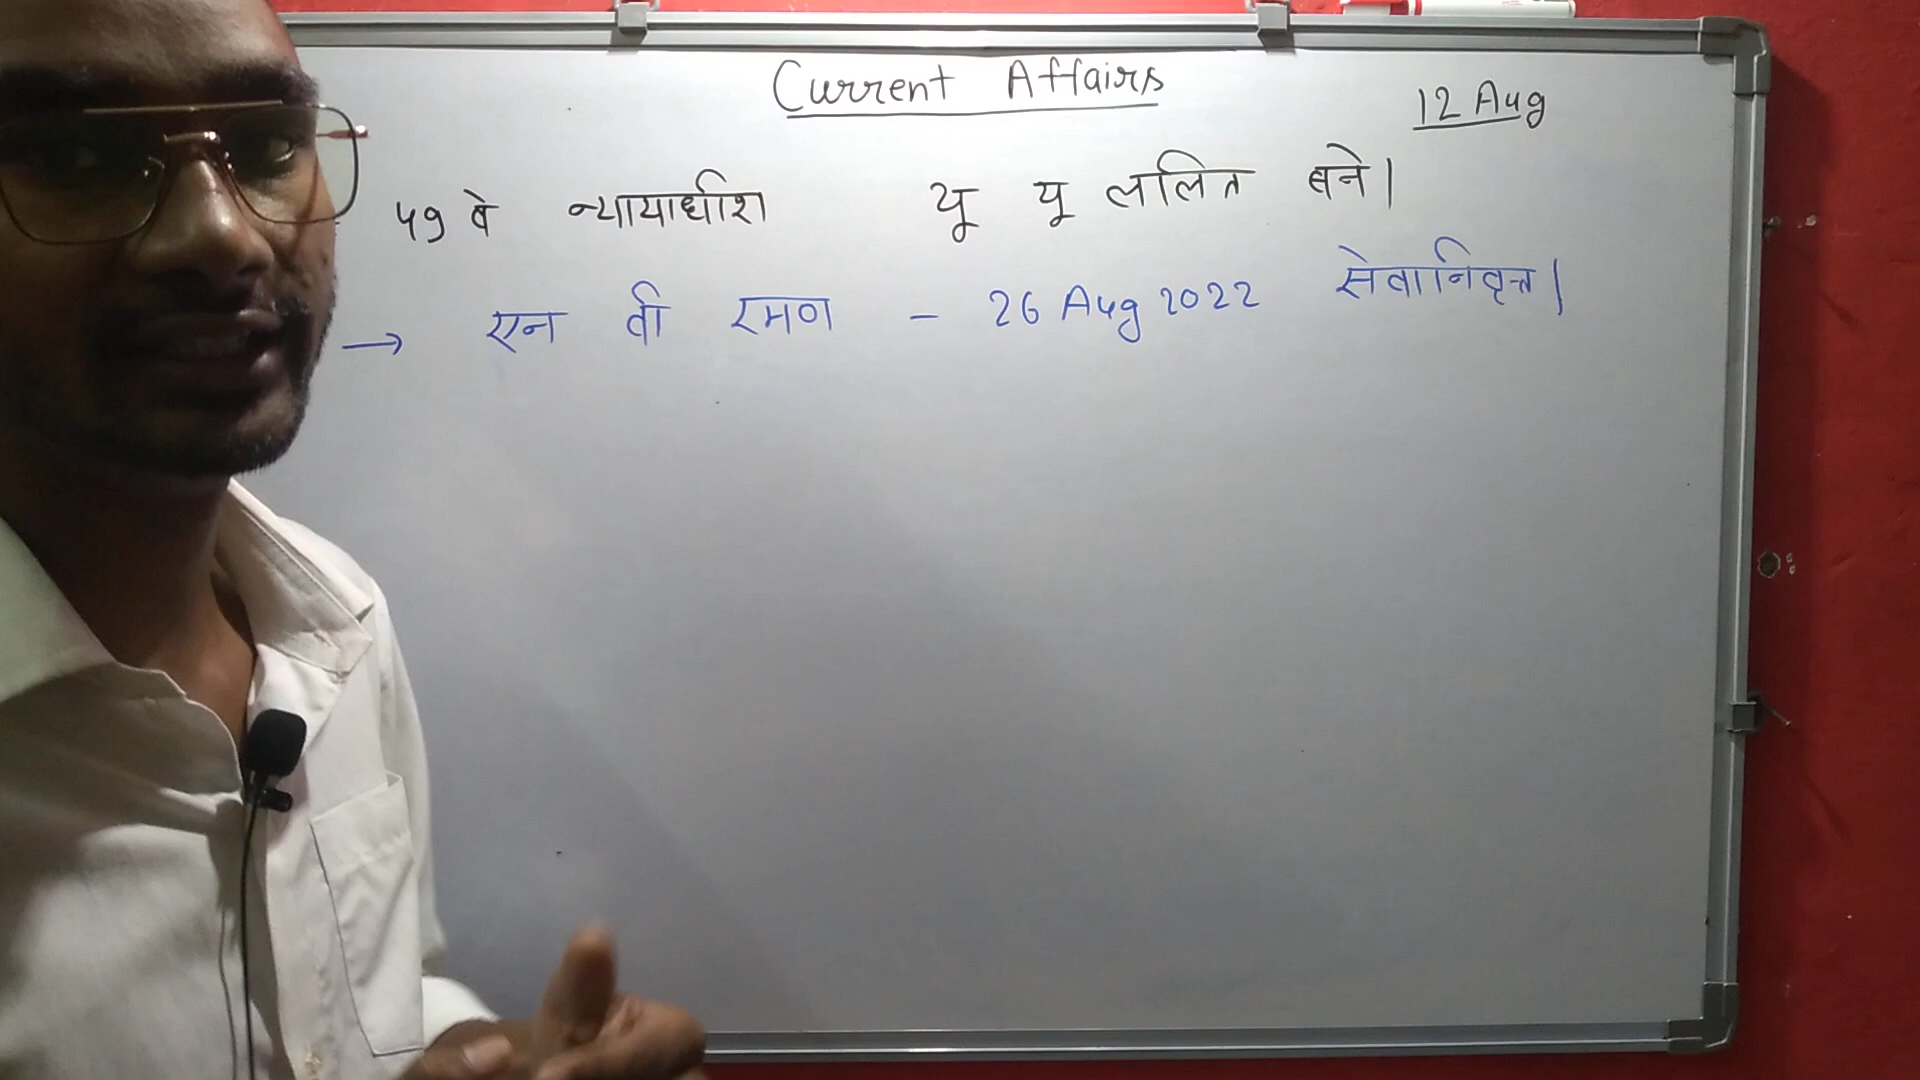 Current Affairs
12 Aug
49 वे न्यायाधीश यू यू ललित बने।
→ एन वी रमण - 26 Aug 2022 सेवानिवृत्त।